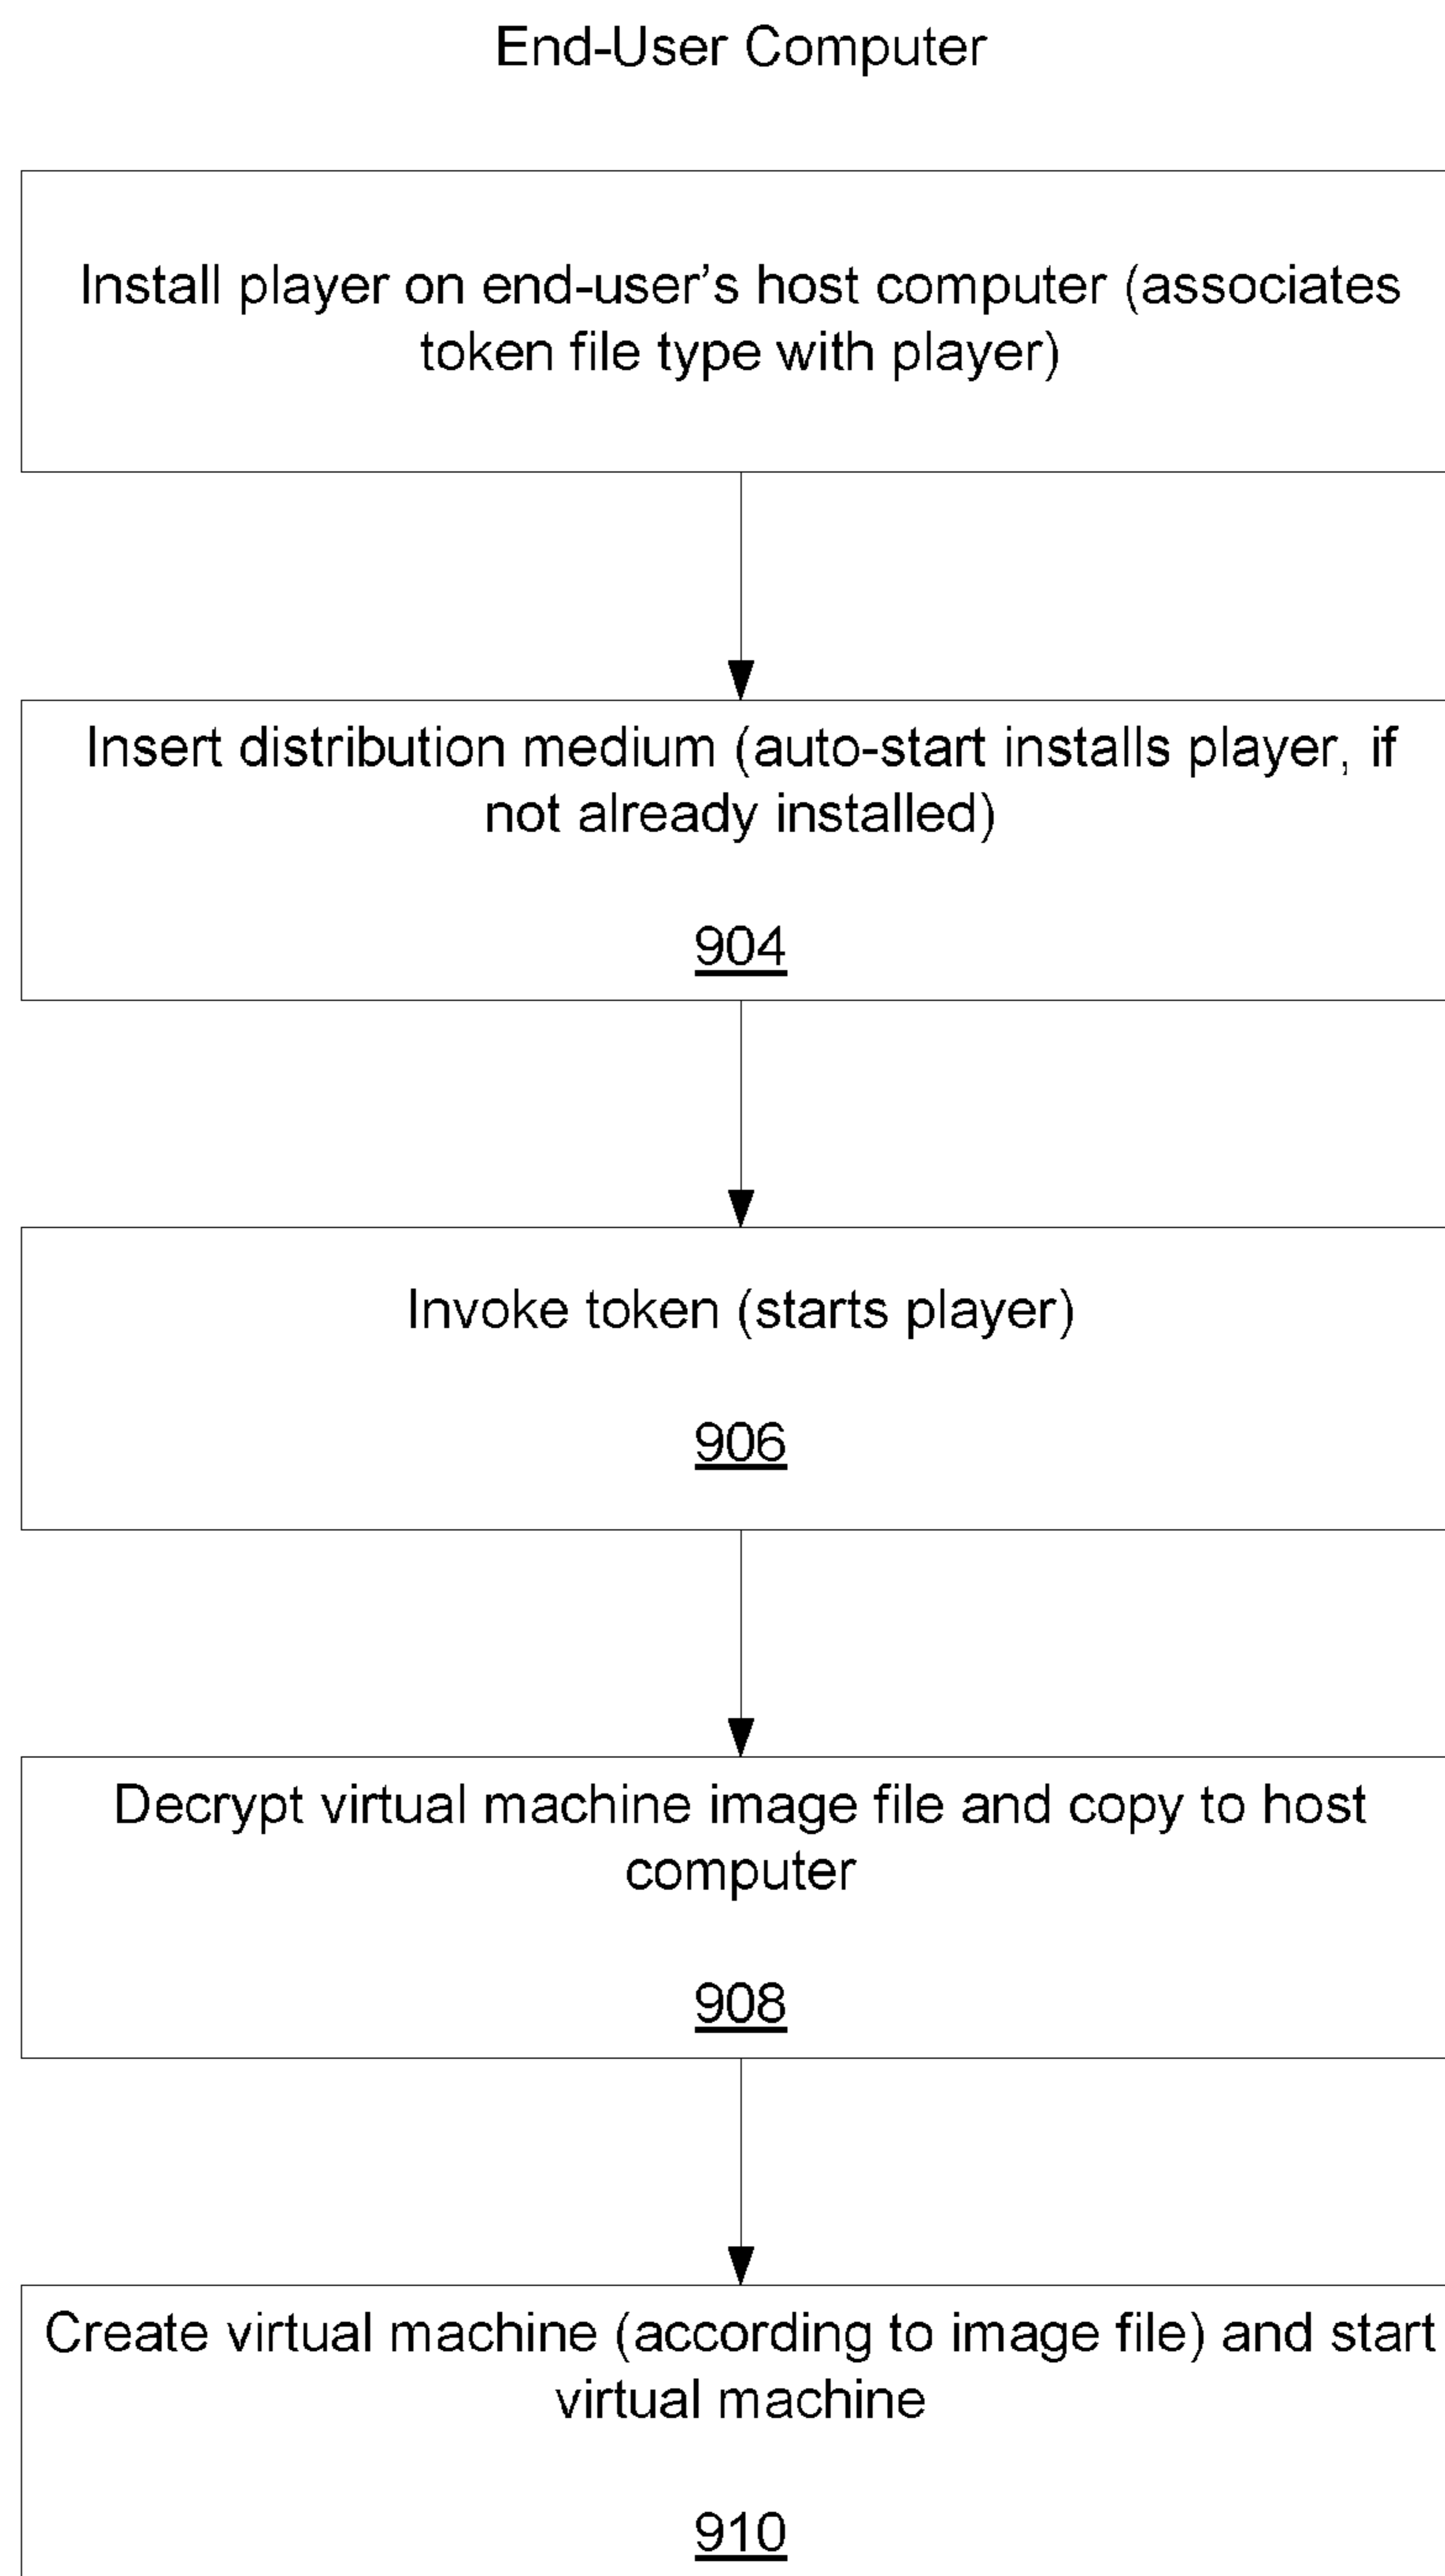 End-User Computer
Install player on end-user’s host computer (associates
token file type with player)
Insert distribution medium (auto-start installs player, if
not already installed)
904
Invoke token (starts player)
906
Decrypt virtual machine image file and copy to host
computer
908
Create virtual machine (according to image file) and start
virtual machine
910